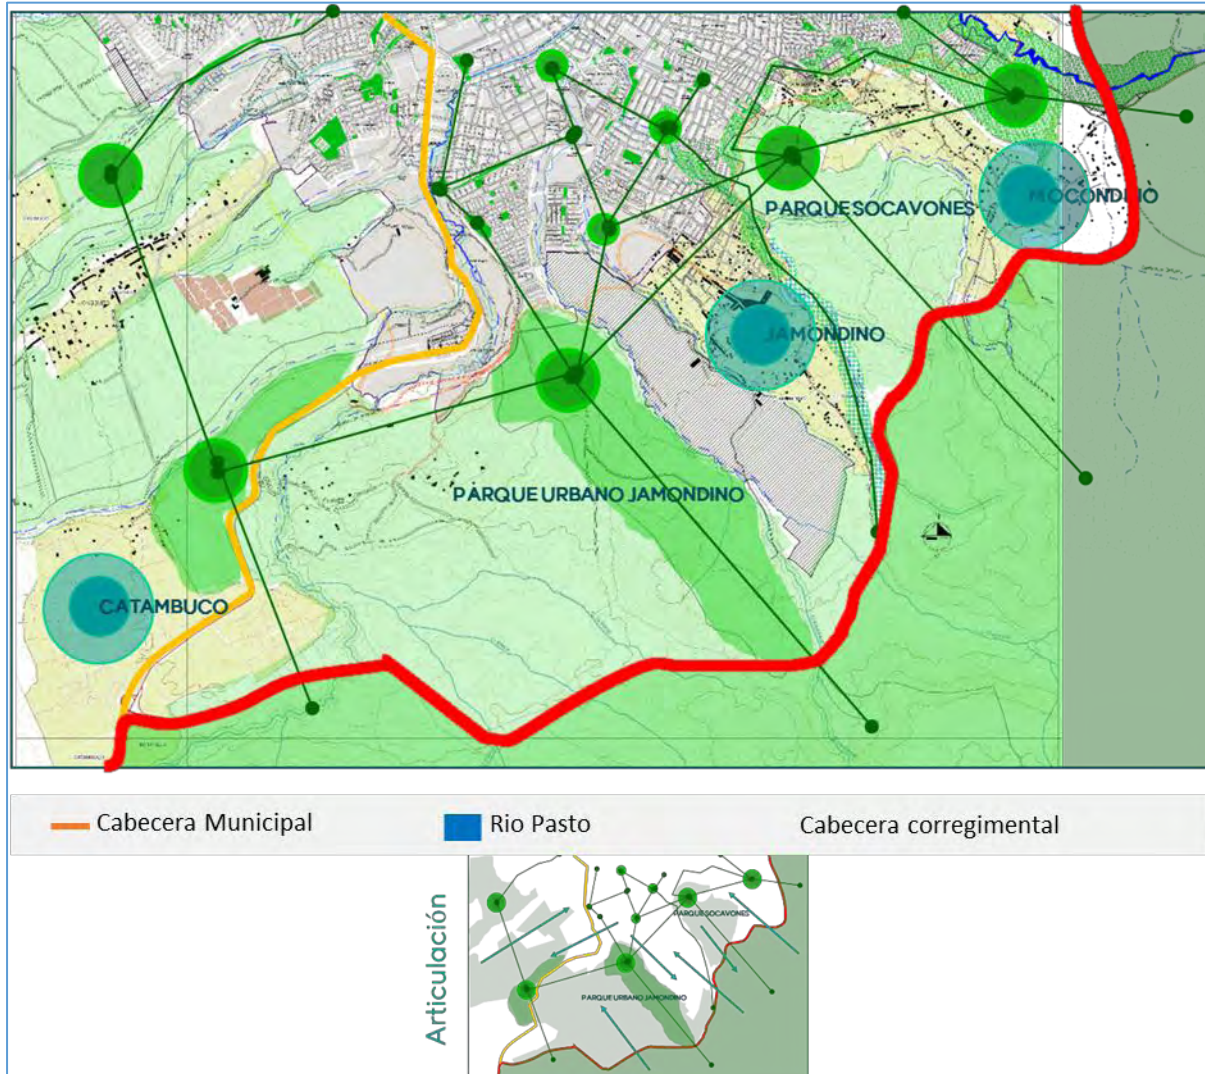 MOCONDINO
PARQUE SOCAVONES
JAMONDINO
PARQUE URBANO JAMONDINO
CATAMBUCO
Cabecera Municipal
Rio Pasto
Cabecera corregimental
Articulación
PARQUE SOCAVONES
PARQUE URBANO JAMONDINO